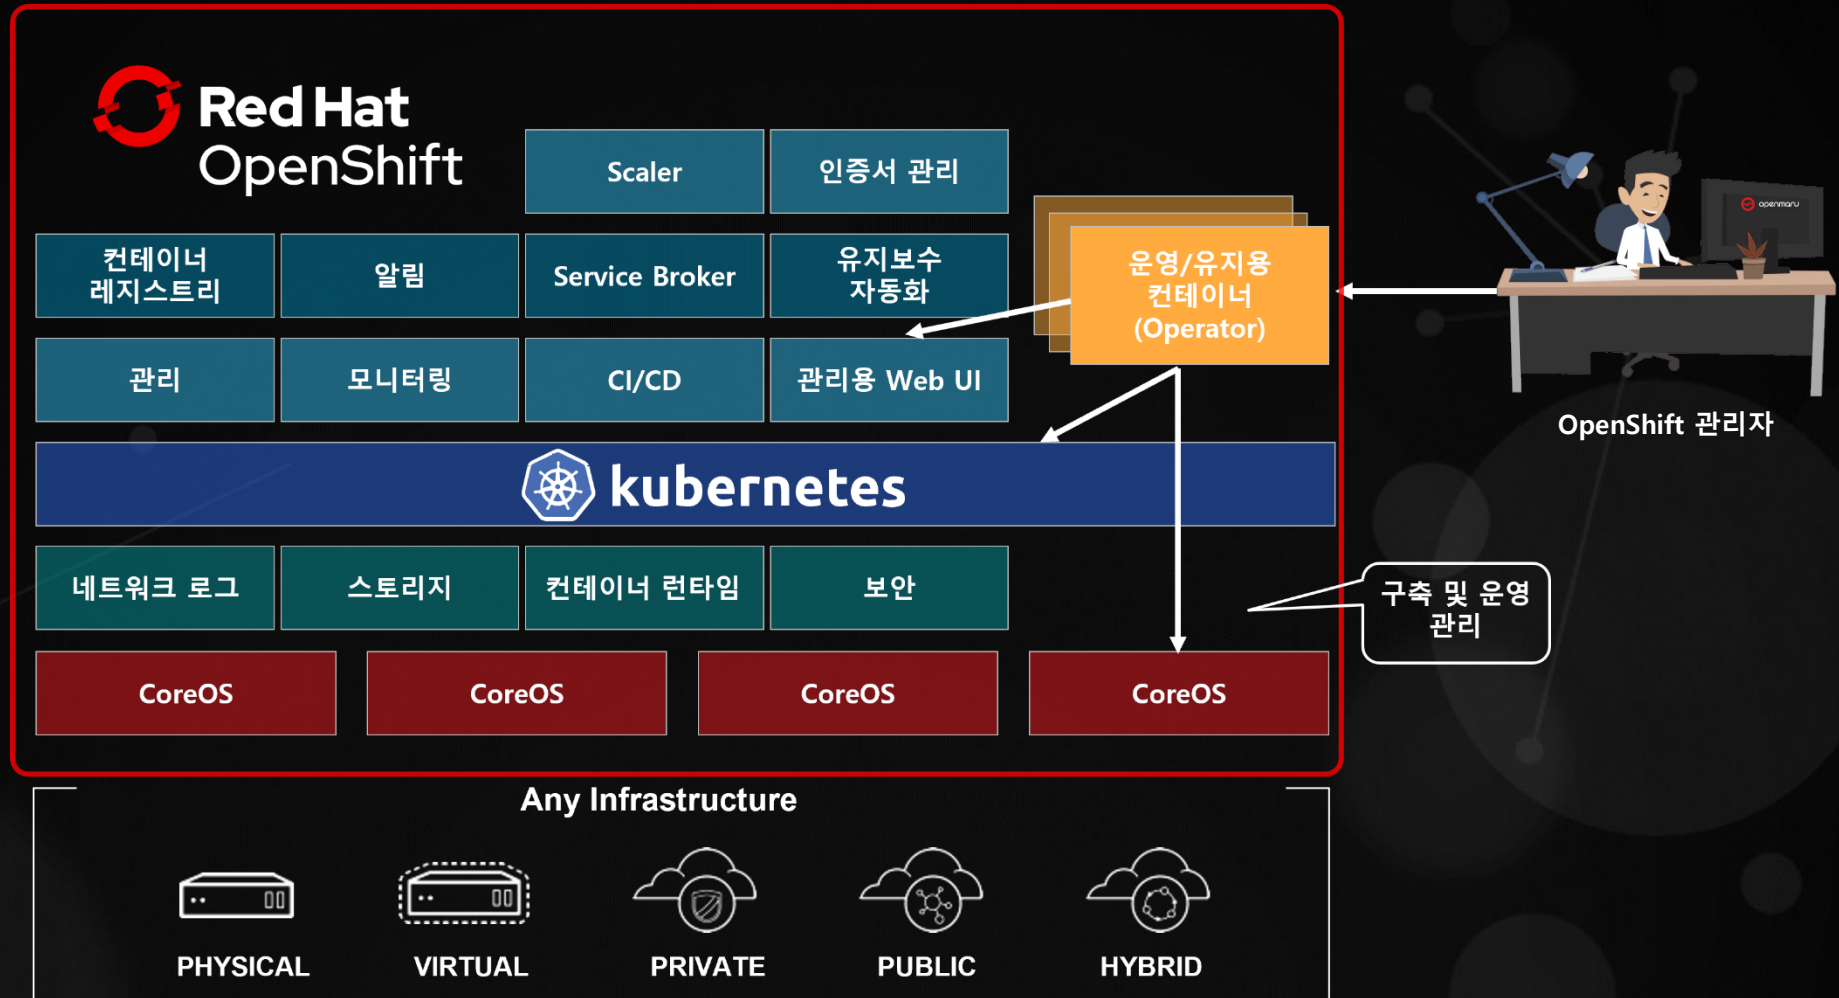 Red Hat
OpenShift
Scaler
인증서 관리
컨테이너
레지스트리
알림
Service Broker
유지보수
자동화
운영/유지용
컨테이너
(Operator)
openmaru
관리
모니터링
CI/CD
관리용 Web UI
OpenShift 관리자
kubernetes
네트워크 로그
스토리지
컨테이너 런타임
보안
구축 및 운영
관리
CoreOS
CoreOS
CoreOS
CoreOS
Any Infrastructure
PHYSICAL
VIRTUAL
PRIVATE
PUBLIC
HYBRID